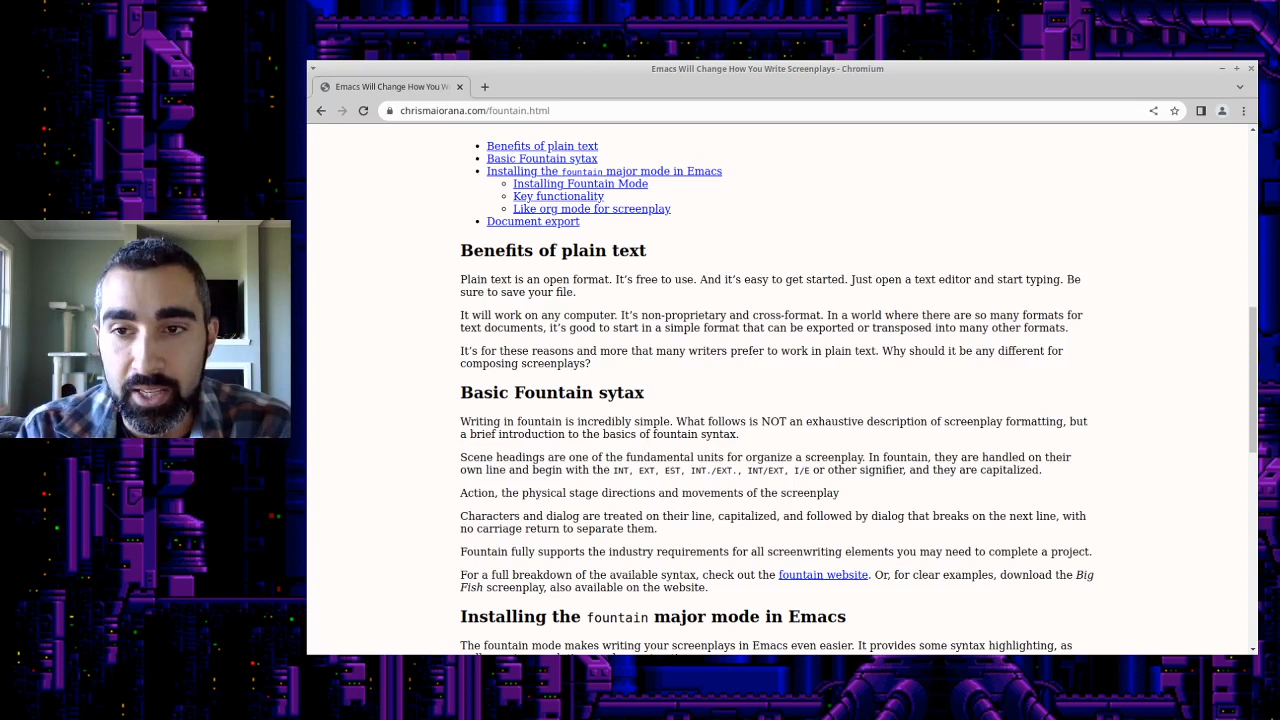 Emacs Will Change How You Write Screenplays - Chromium
Emacs Will Change How You W
chrismaiorana.com/fountain.html
Benefits of plain text
Basic Fountain sytax
Installing the fountain major mode in Emacs
Installing Fountain Mode
Key functionality
Like org mode for screenplay
Document export
Benefits of plain text
Plain text is an open format. It's free to use. And it's easy to get started. Just open a text editor and start typing. Be
sure to save your file.
It will work on any computer. It's non-proprietary and cross-format. In a world where there are so many formats for
text documents, it's good to start in a simple format that can be exported or transposed into many other formats.
It's for these reasons and more that many writers prefer to work in plain text. Why should it be any different for
composing screenplays?
Basic Fountain sytax
Writing in fountain is incredibly simple. What follows is NOT an exhaustive description of screenplay formatting, but
a brief introduction to the basics of fountain syntax.
Scene headings are one of the fundamental units for organize a screenplay. In fountain, they are handled on their
own line and begin with the INT, EXT, EST, INT./EXT., INT/EXT, I/E or other signifier, and they are capitalized.
Action, the physical stage directions and movements of the screenplay
Characters and dialog are treated on their line, capitalized, and followed by dialog that breaks on the next line, with
no carriage return to separate them.
Fountain fully supports the industry requirements for all screenwriting elements you may need to complete a project.
For a full breakdown of the available syntax, check out the fountain website. Or, for clear examples, download the Big
Fish screenplay, also available on the website.
Installing the fountain major mode in Emacs
The fountain mode makes writing your screenplays in Emacs even easier. It provides some syntax highlighting, as